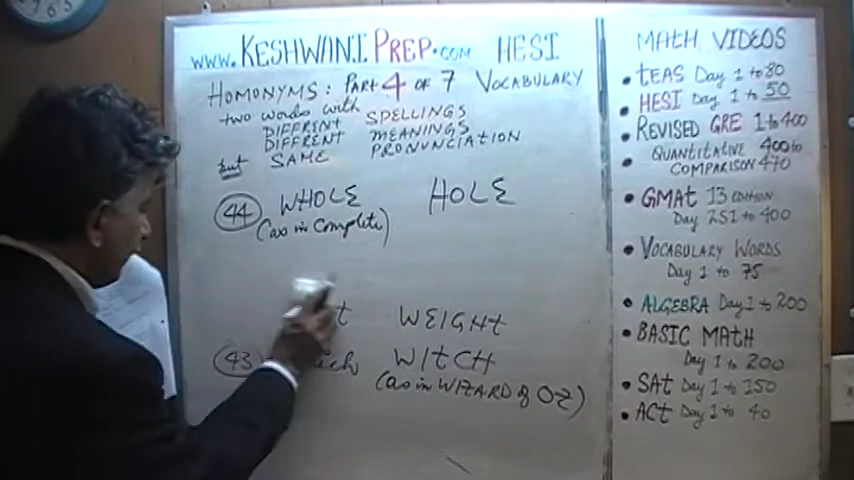 www.KESHWANIPREP.COM HESI
HOMONYMS: PART 4 OF 7 VOCABULARY
two words with
DIFFRENT SPELLINGS
DIFFERENT MEANINGS
but SAME PRONUNCIATION
44 WHOLE HOLE
(as in Complete)
WEIGHT
43 WITCH
(as in WIZARD of OZ)
MATH VIDEOS
• TEAS Day 1 to 80
• HESI Day 1 to 50
• REVISED GRE 1 to 400
• QUANTITATIVE 400 to
COMPARISON 470
• GMAT 13 EDITION
Day 251 to 400
• VOCABULARY WORDS
Day 1 to 75
• ALGEBRA Day 1 to 200
• BASIC MATH
Day 1 to 200
• SAT Day 1 to 150
• ACT Day 1 to 40